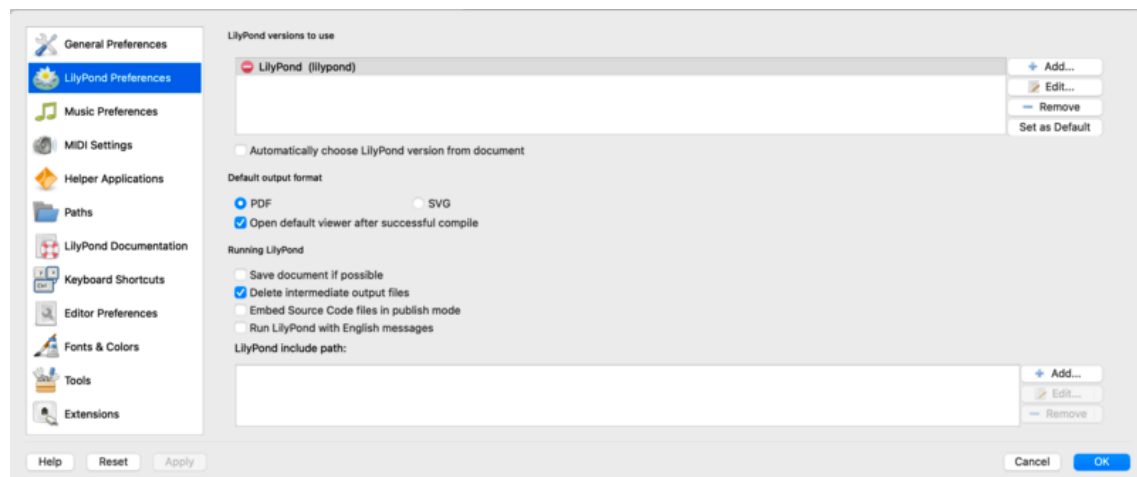 General Preferences
LilyPond Preferences
Music Preferences
MIDI Settings
Helper Applications
Paths
LilyPond Documentation
Keyboard Shortcuts
Editor Preferences
Fonts & Colors
Tools
Extensions
LilyPond versions to use
LilyPond (lilypond)
Add...
Edit...
Remove
Set as Default
Automatically choose LilyPond version from document
Default output format
PDF SVG
Open default viewer after successful compile
Running LilyPond
Save document if possible
Delete intermediate output files
Embed Source Code files in publish mode
Run LilyPond with English messages
LilyPond include path:
Add...
Edit...
Remove
Help Reset Apply Cancel OK